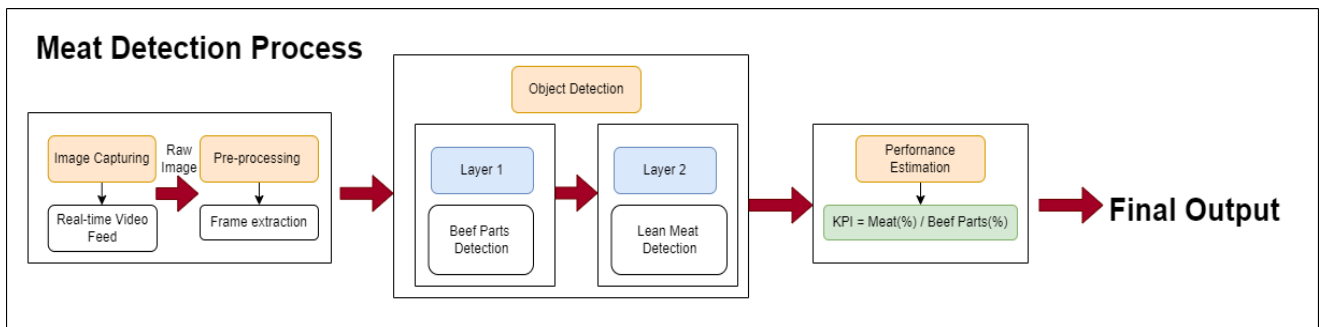 Meat Detection Process
Image Capturing
Real-time Video
Feed
Raw
Image
Pre-processing
Frame extraction
Object Detection
Layer 1
Beef Parts
Detection
Layer 2
Lean Meat
Detection
Perfornance
Estimation
KPI = Meat(%) / Beef Parts(%)
Final Output